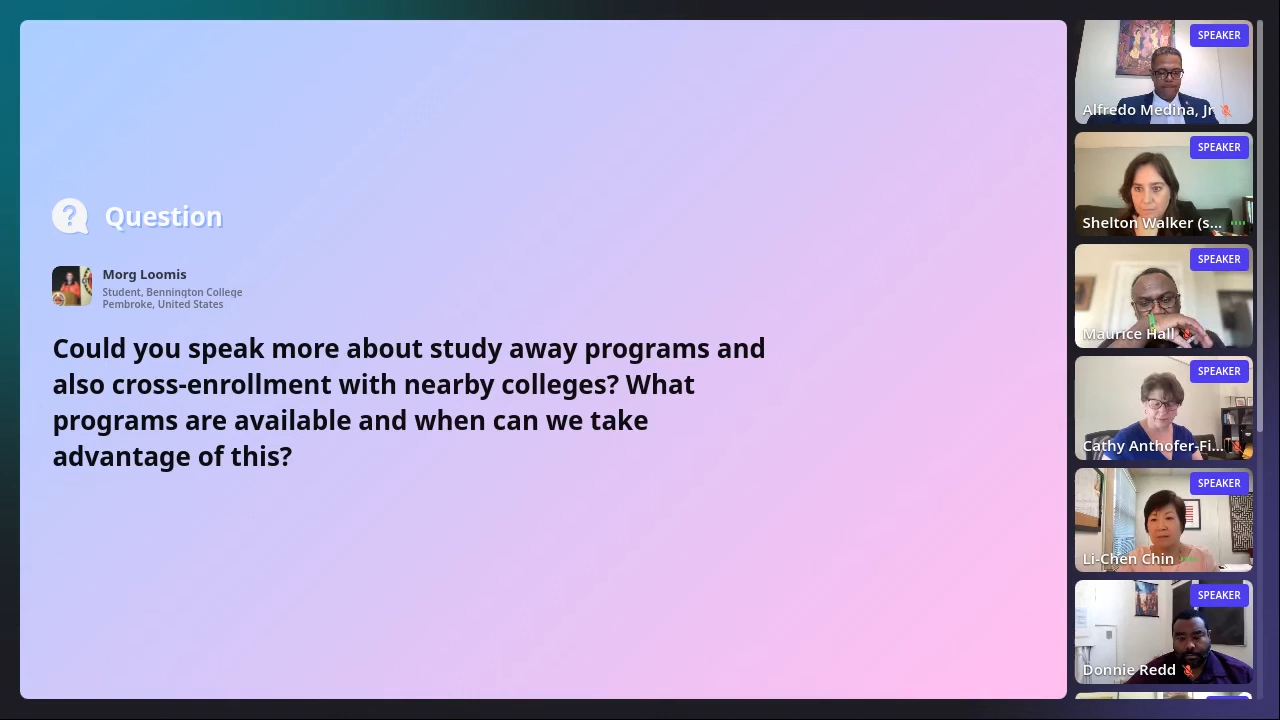 Question
Morg Loomis
Student, Bennington College
Pembroke, United States
Could you speak more about study away programs and
also cross-enrollment with nearby colleges? What
programs are available and when can we take
advantage of this?
SPEAKER
Alfredo Medina, Jr
SPEAKER
Shelton Walker (s...
SPEAKER
Maurice Hall
SPEAKER
Cathy Anthofer-Fi...
SPEAKER
Li-Chen Chin
SPEAKER
Donnie Redd